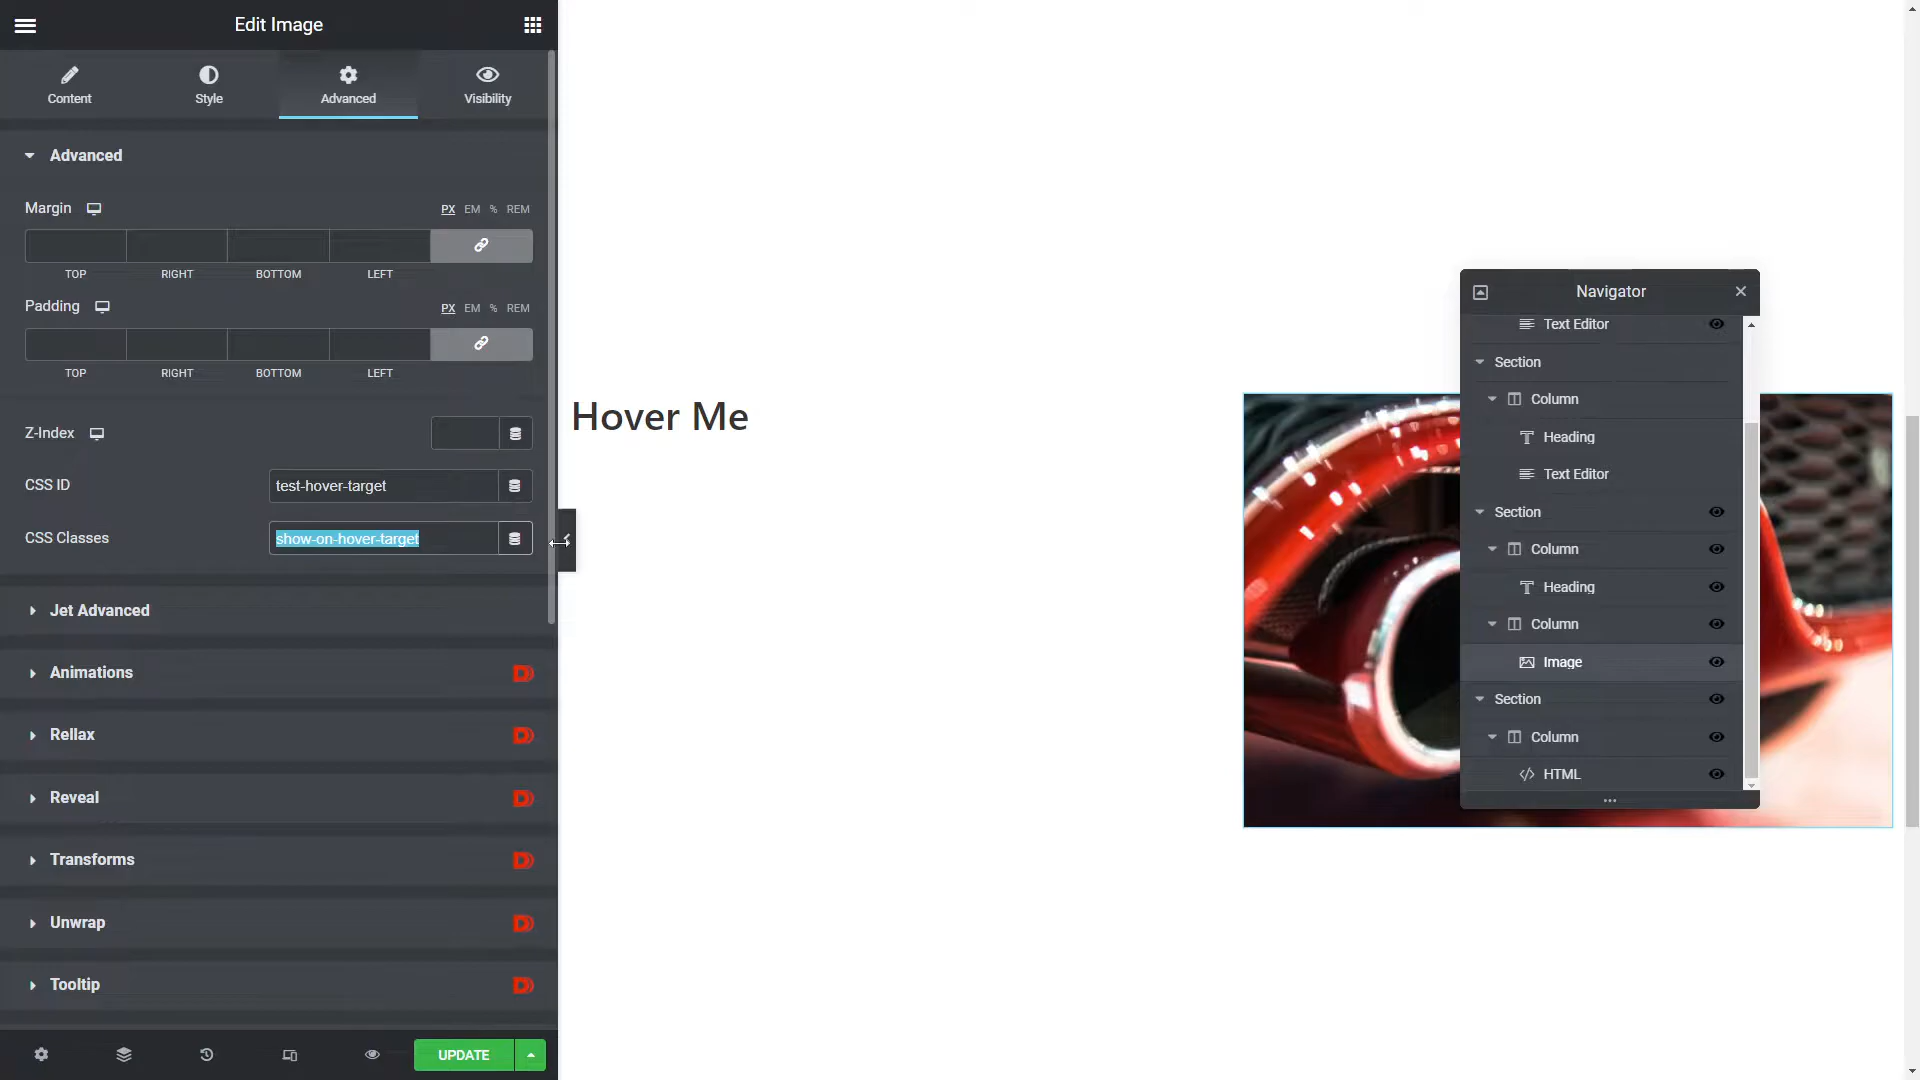 Edit Image
Content
Style
Advanced
Visibility
Advanced
Margin
PX EM % REM
TOP RIGHT BOTTOM LEFT
Padding
PX EM % REM
TOP RIGHT BOTTOM LEFT
Z-Index
CSS ID
test-hover-target
CSS Classes
show-on-hover-target
Jet Advanced
Animations
Rellax
Reveal
Transforms
Unwrap
Tooltip
UPDATE
Hover Me
Navigator
Text Editor
Section
Column
Heading
Text Editor
Section
Column
Heading
Column
Image
Section
Column
HTML